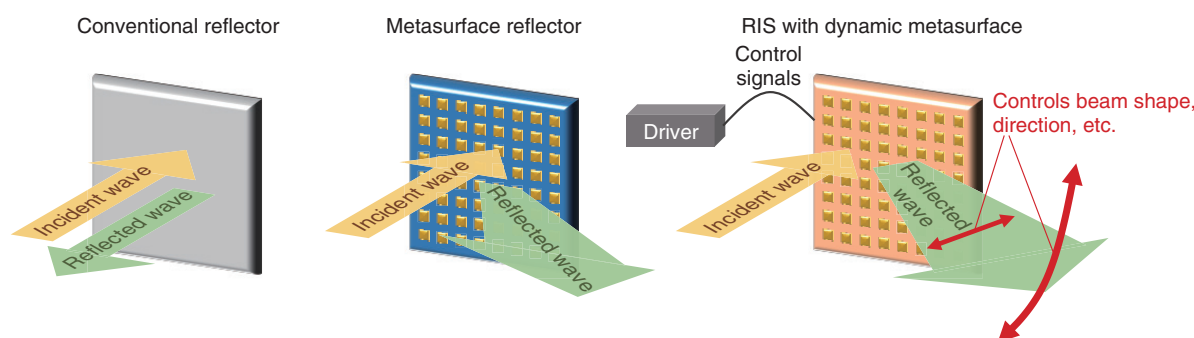 Conventional reflector
Incident wave
Reflected wave
Metasurface reflector
Incident wave
Reflected wave
RIS with dynamic metasurface
Control
signals
Driver
Incident wave
Reflected
wave
Controls beam shape,
direction, etc.